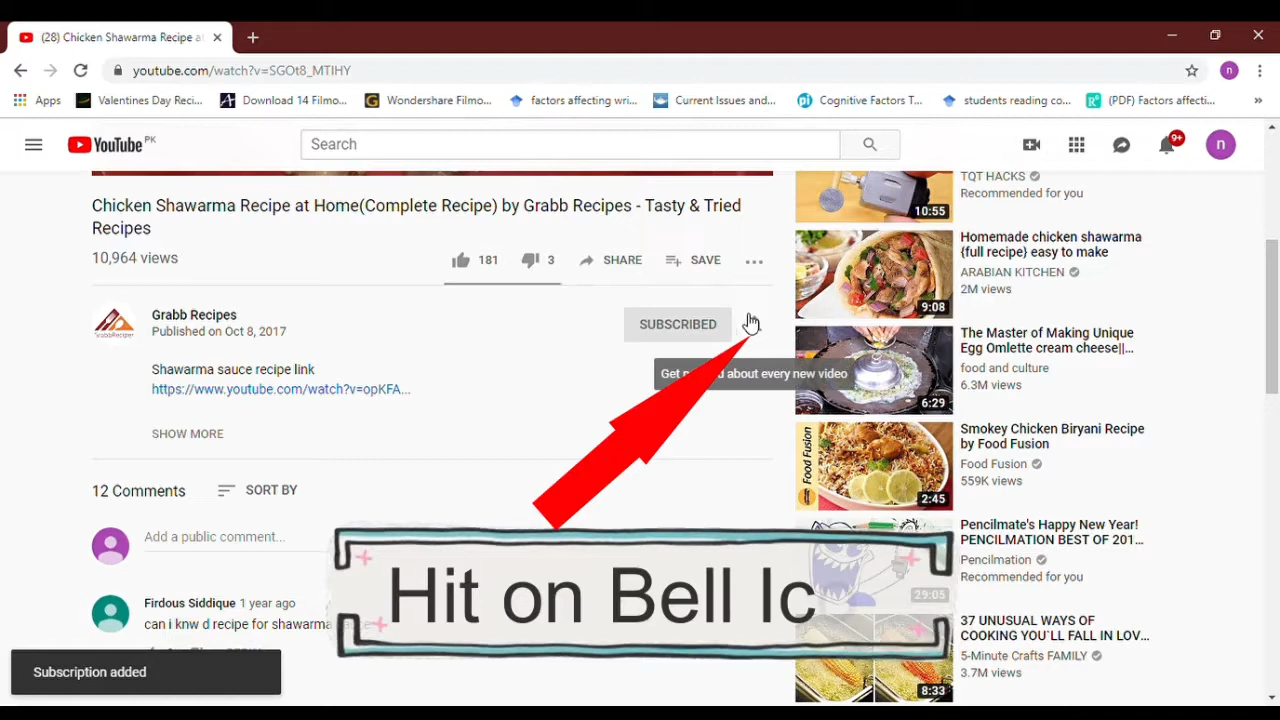 (28) Chicken Shawarma Recipe at
youtube.com/watch?v=SGOt8_MTIHY
n
Apps
Valentines Day Reci...
Download 14 Filmo...
Wondershare Filmo...
factors affecting wri...
Current Issues and...
Cognitive Factors T...
students reading co...
(PDF) Factors affecti...
YouTube PK
Search
9+
n
Chicken Shawarma Recipe at Home(Complete Recipe) by Grabb Recipes - Tasty & Tried
Recipes
10,964 views
181
3
SHARE
SAVE
Grabb Recipes
Published on Oct 8, 2017
SUBSCRIBED
Get about every new video
Shawarma sauce recipe link
https://www.youtube.com/watch?v=opKFA...
SHOW MORE
12 Comments
SORT BY
Add a public comment...
Firdous Siddique 1 year ago
can i knw d recipe for shawarma
Hit on Bell Ic
Subscription added
TQT HACKS
Recommended for you
10:55
Homemade chicken shawarma
{full recipe} easy to make
ARABIAN KITCHEN
2M views
9:08
The Master of Making Unique
Egg Omlette cream cheese||...
food and culture
6.3M views
6:29
Smokey Chicken Biryani Recipe
by Food Fusion
Food Fusion
559K views
Food Fusion
2:45
Pencilmate's Happy New Year!
PENCILMATION BEST OF 201...
Pencilmation
Recommended for you
29:05
37 UNUSUAL WAYS OF
COOKING YOU`LL FALL IN LOV...
5-Minute Crafts FAMILY
3.7M views
8:33